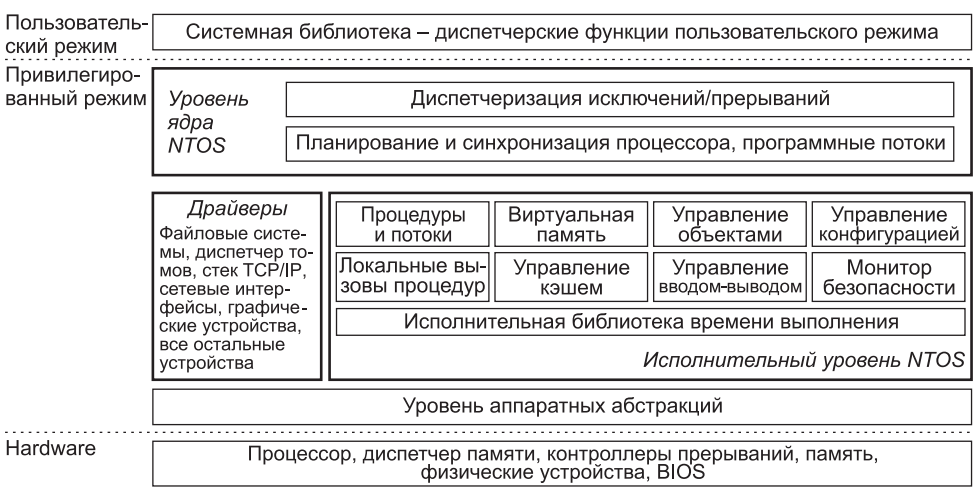 Пользователь-
ский режим
Системная библиотека – диспетчерские функции пользовательского режима
Привилегиро-
ванный режим
Уровень
ядра
NTOS
Диспетчеризация исключений/прерываний
Планирование и синхронизация процессора, программные потоки
Драйверы
Файловые систе-
мы, диспетчер то-
мов, стек TCP/IP,
сетевые интер-
фейсы, графиче-
ские устройства,
все остальные
устройства
Процедуры
и потоки
Виртуальная
память
Управление
объектами
Управление
конфигурацией
Локальные вы-
зовы процедур
Управление
кэшем
Управление
вводом-выводом
Монитор
безопасности
Исполнительная библиотека времени выполнения
Исполнительный уровень NTOS
Уровень аппаратных абстракций
Hardware
Процессор, диспетчер памяти, контроллеры прерываний, память,
физические устройства, BIOS